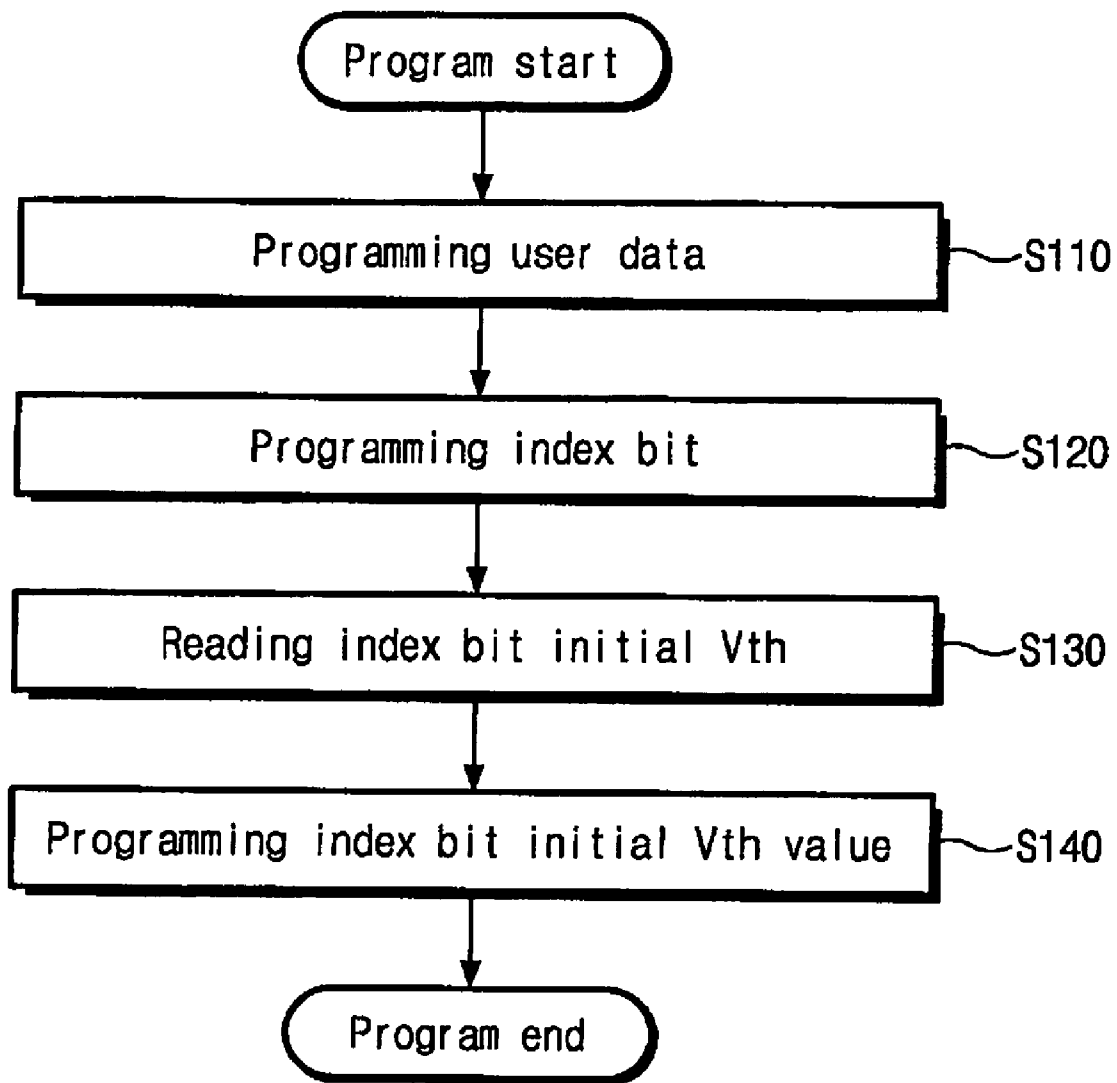 Program start
Programming user data
S110
Programming index bit
S120
Reading index bit initial Vth
S130
Programming index bit initial Vth value
S140
Program end